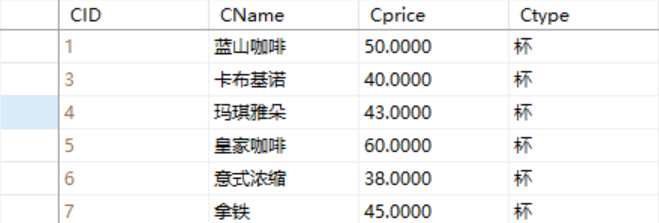 CID CName Cprice Ctype
1 蓝山咖啡 50.0000 杯
3 卡布基诺 40.0000 杯
4 玛琪雅朵 43.0000 杯
5 皇家咖啡 60.0000 杯
6 意式浓缩 38.0000 杯
7 拿铁 45.0000 杯